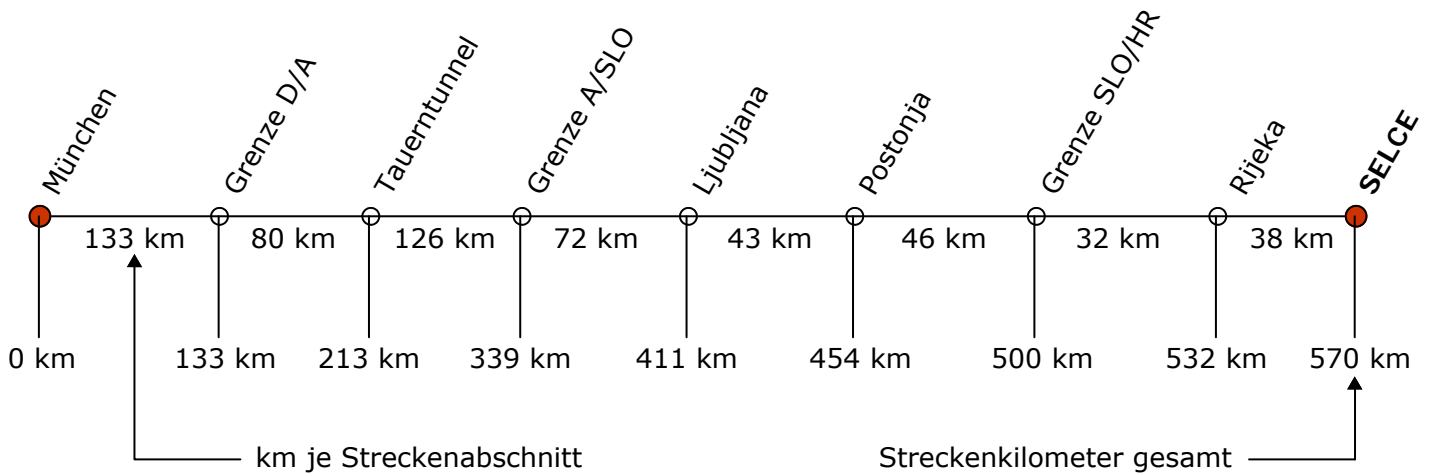 München
Grenze D/A
Tauerntunnel
Grenze A/SLO
Ljubljana
Postonja
Grenze SLO/HR
Rijeka
SELCE
133 km
80 km
126 km
72 km
43 km
46 km
32 km
38 km
0 km
133 km
213 km
339 km
411 km
454 km
500 km
532 km
570 km
km je Streckenabschnitt
Streckenkilometer gesamt